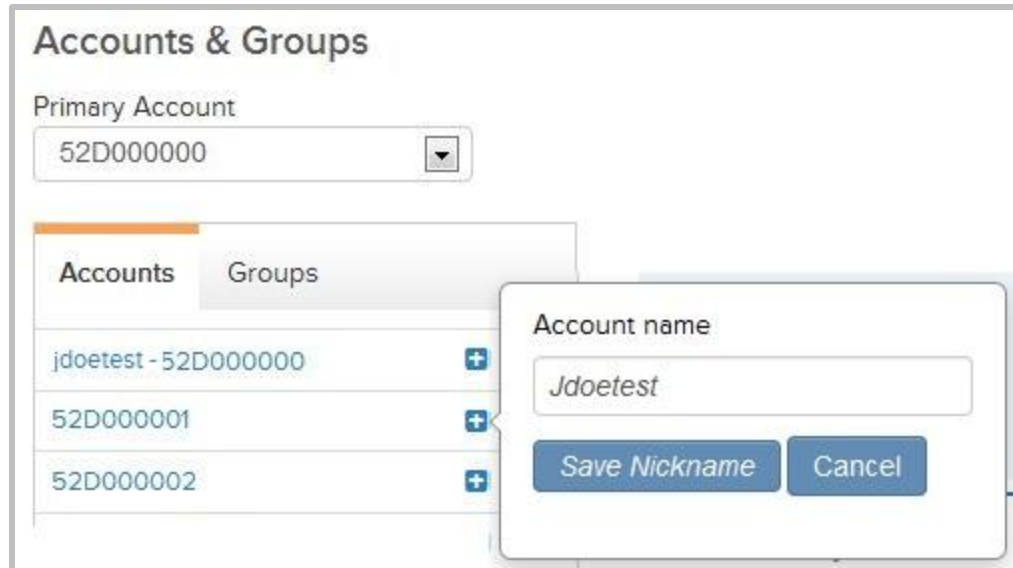 Accounts & Groups
Primary Account
52D000000
Accounts
Groups
jdoetest - 52D000000
52D000001
52D000002
Account name
Jdoetest
Save Nickname
Cancel